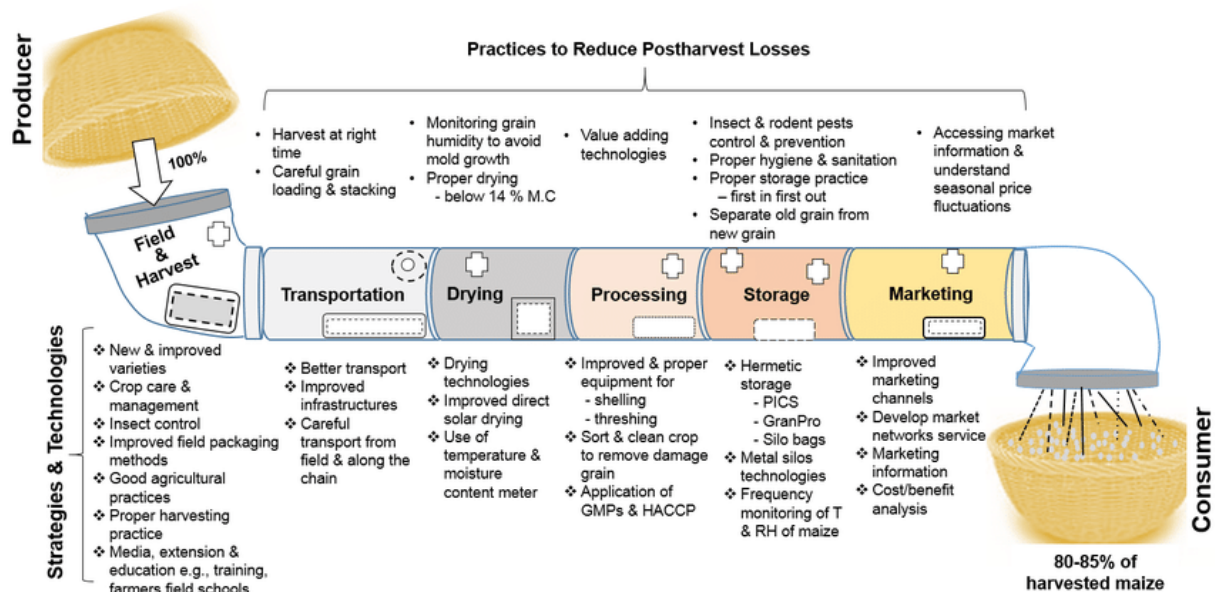 Producer
100%
Practices to Reduce Postharvest Losses
• Harvest at right
time
• Careful grain
loading & stacking
• Monitoring grain
humidity to avoid
mold growth
• Proper drying
- below 14 % M.C
• Value adding
technologies
• Insect & rodent pests
control & prevention
• Proper hygiene & sanitation
• Proper storage practice
– first in first out
• Separate old grain from
new grain
• Accessing market
information &
understand
seasonal price
fluctuations
Field
&
Harvest
Transportation
Drying
Processing
Storage
Marketing
Strategies & Technologies
❖ New & improved
varieties
❖ Crop care &
management
❖ Insect control
❖ Improved field packaging
methods
❖ Good agricultural
practices
❖ Proper harvesting
practice
❖ Media, extension &
education e.g., training,
farmers field schools
❖ Better transport
❖ Improved
infrastructures
❖ Careful
transport from
field & along the
chain
❖ Drying
technologies
❖ Improved direct
solar drying
❖ Use of
temperature &
moisture
content meter
❖ Improved & proper
equipment for
- shelling
- threshing
❖ Sort & clean crop
to remove damage
grain
❖ Application of
GMPs & HACCP
❖ Hermetic
storage
- PICS
- GranPro
- Silo bags
❖ Metal silos
technologies
❖ Frequency
monitoring of T
& RH of maize
❖ Improved
marketing
channels
❖ Develop market
networks service
❖ Marketing
information
❖ Cost/benefit
analysis
Consumer
80-85% of
harvested maize